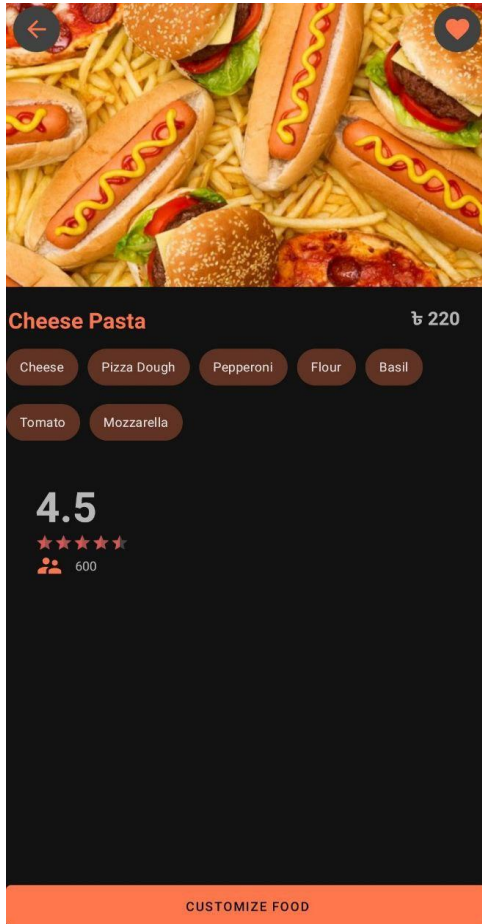 Cheese Pasta ৳ 220
Cheese Pizza Dough Pepperoni Flour Basil
Tomato Mozzarella
4.5
600
CUSTOMIZE FOOD